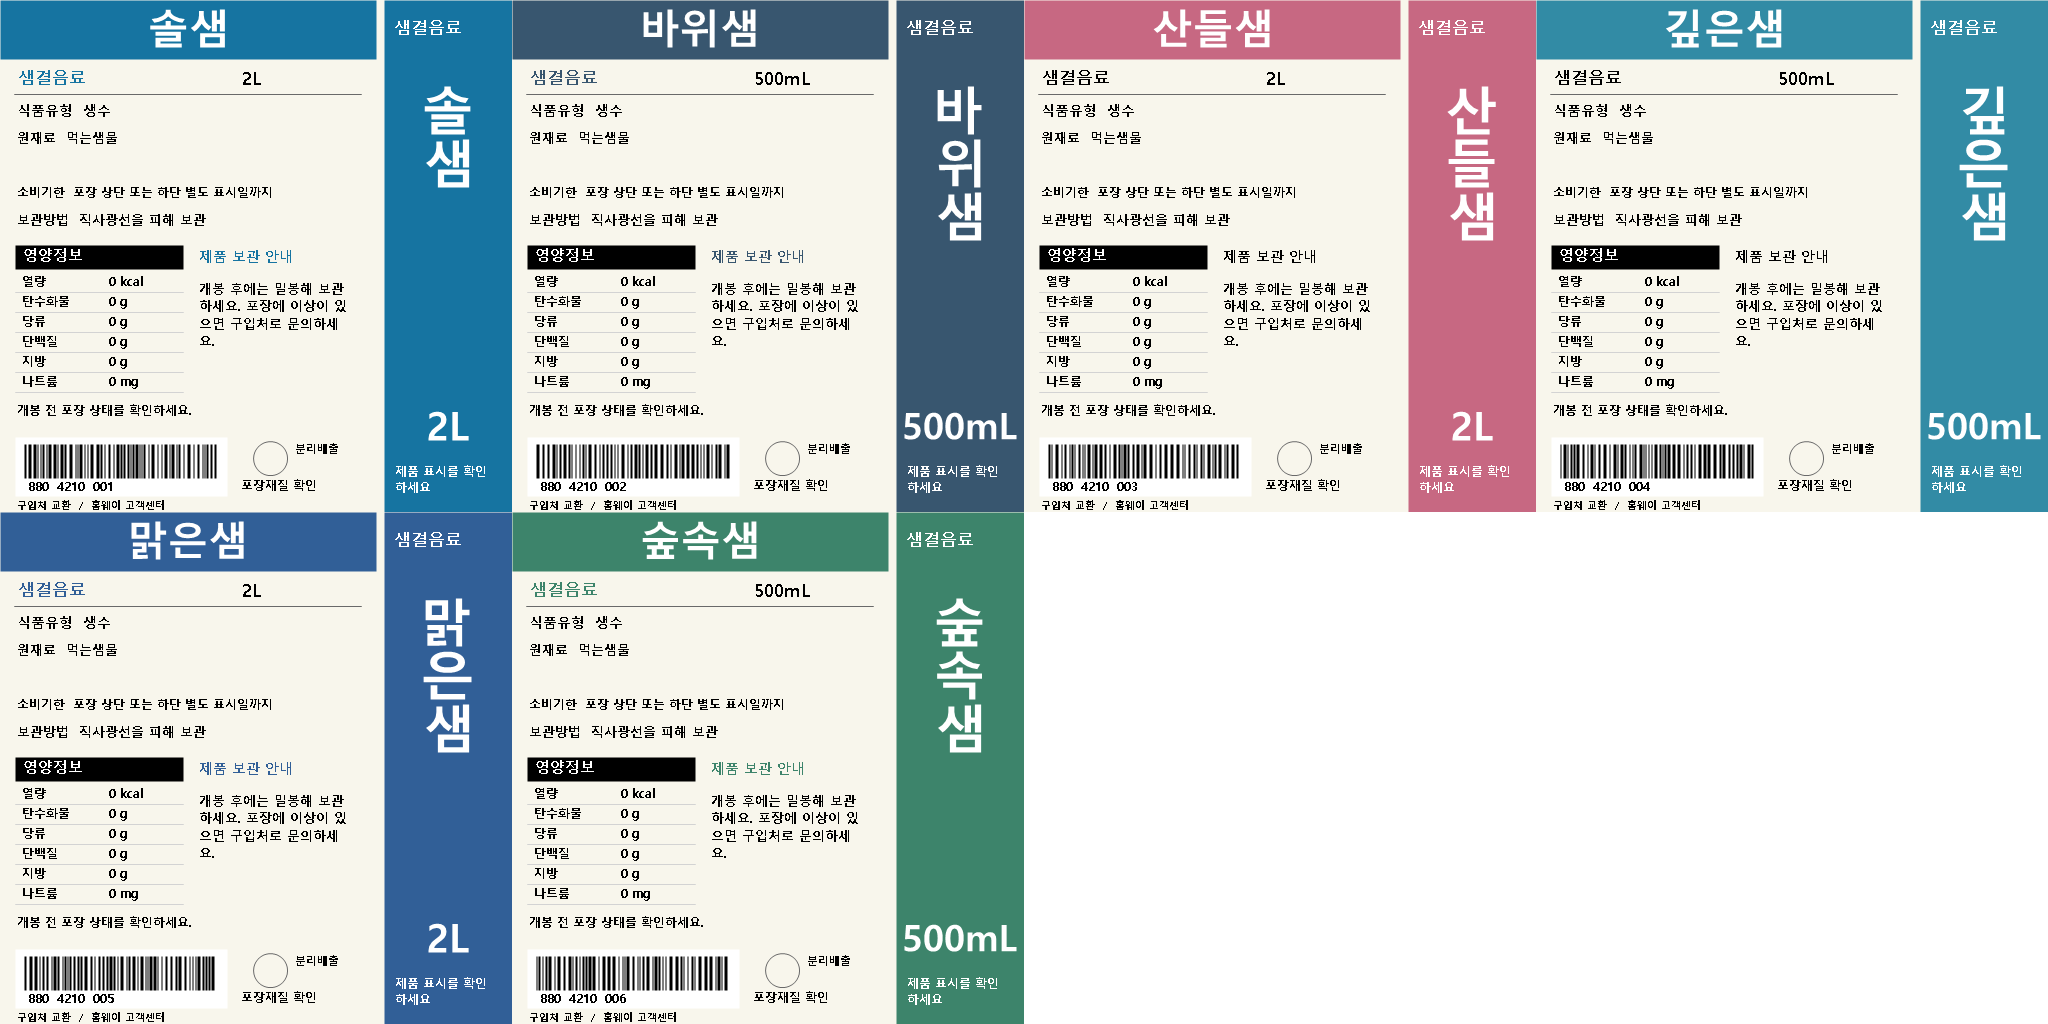 솔샘
샘결음료 2L
식품유형 생수
원재료 먹는샘물
소비기한 포장 상단 또는 하단 별도 표시일까지
보관방법 직사광선을 피해 보관
영양정보
열량 0 kcal
탄수화물 0 g
당류 0 g
단백질 0 g
지방 0 g
나트륨 0 mg
제품 보관 안내
개봉 후에는 밀봉해 보관
하세요. 포장에 이상이 있
으면 구입처로 문의하세
요.
개봉 전 포장 상태를 확인하세요.
880 4210 001
분리배출
포장재질 확인
구입처 교환 / 홈웨이 고객센터
샘결음료
솔샘
2L
제품 표시를 확인
하세요
바위샘
샘결음료 500mL
식품유형 생수
원재료 먹는샘물
소비기한 포장 상단 또는 하단 별도 표시일까지
보관방법 직사광선을 피해 보관
영양정보
열량 0 kcal
탄수화물 0 g
당류 0 g
단백질 0 g
지방 0 g
나트륨 0 mg
제품 보관 안내
개봉 후에는 밀봉해 보관
하세요. 포장에 이상이 있
으면 구입처로 문의하세
요.
개봉 전 포장 상태를 확인하세요.
880 4210 002
분리배출
포장재질 확인
구입처 교환 / 홈웨이 고객센터
샘결음료
바위샘
500mL
제품 표시를 확인
하세요
산들샘
샘결음료 2L
식품유형 생수
원재료 먹는샘물
소비기한 포장 상단 또는 하단 별도 표시일까지
보관방법 직사광선을 피해 보관
영양정보
열량 0 kcal
탄수화물 0 g
당류 0 g
단백질 0 g
지방 0 g
나트륨 0 mg
제품 보관 안내
개봉 후에는 밀봉해 보관
하세요. 포장에 이상이 있
으면 구입처로 문의하세
요.
개봉 전 포장 상태를 확인하세요.
880 4210 003
분리배출
포장재질 확인
구입처 교환 / 홈웨이 고객센터
샘결음료
산들샘
2L
제품 표시를 확인
하세요
깊은샘
샘결음료 500mL
식품유형 생수
원재료 먹는샘물
소비기한 포장 상단 또는 하단 별도 표시일까지
보관방법 직사광선을 피해 보관
영양정보
열량 0 kcal
탄수화물 0 g
당류 0 g
단백질 0 g
지방 0 g
나트륨 0 mg
제품 보관 안내
개봉 후에는 밀봉해 보관
하세요. 포장에 이상이 있
으면 구입처로 문의하세
요.
개봉 전 포장 상태를 확인하세요.
880 4210 004
분리배출
포장재질 확인
구입처 교환 / 홈웨이 고객센터
샘결음료
깊은샘
500mL
제품 표시를 확인
하세요
맑은샘
샘결음료 2L
식품유형 생수
원재료 먹는샘물
소비기한 포장 상단 또는 하단 별도 표시일까지
보관방법 직사광선을 피해 보관
영양정보
열량 0 kcal
탄수화물 0 g
당류 0 g
단백질 0 g
지방 0 g
나트륨 0 mg
제품 보관 안내
개봉 후에는 밀봉해 보관
하세요. 포장에 이상이 있
으면 구입처로 문의하세
요.
개봉 전 포장 상태를 확인하세요.
880 4210 005
분리배출
포장재질 확인
구입처 교환 / 홈웨이 고객센터
샘결음료
맑은샘
2L
제품 표시를 확인
하세요
숲속샘
샘결음료 500mL
식품유형 생수
원재료 먹는샘물
소비기한 포장 상단 또는 하단 별도 표시일까지
보관방법 직사광선을 피해 보관
영양정보
열량 0 kcal
탄수화물 0 g
당류 0 g
단백질 0 g
지방 0 g
나트륨 0 mg
제품 보관 안내
개봉 후에는 밀봉해 보관
하세요. 포장에 이상이 있
으면 구입처로 문의하세
요.
개봉 전 포장 상태를 확인하세요.
880 4210 006
분리배출
포장재질 확인
구입처 교환 / 홈웨이 고객센터
샘결음료
숲속샘
500mL
제품 표시를 확인
하세요